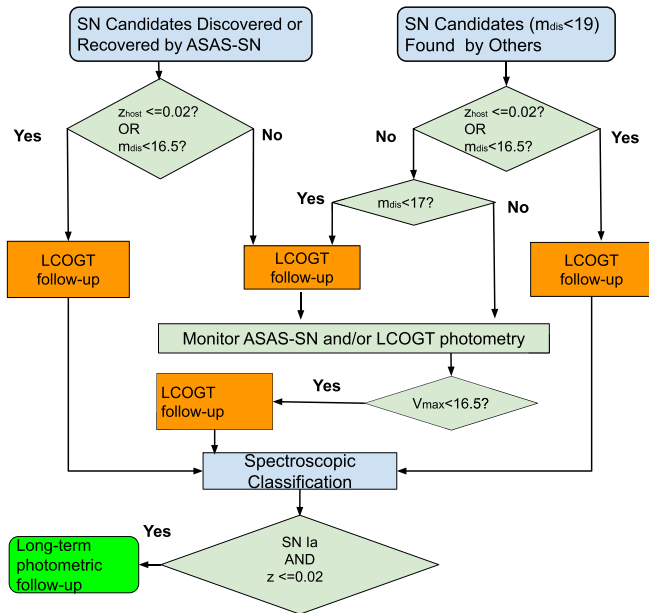 SN Candidates Discovered or
Recovered by ASAS-SN
SN Candidates (mdis<19)
Found by Others
zhost <=0.02?
OR
mdis<16.5?
Yes
No
zhost <=0.02?
OR
mdis<16.5?
No
Yes
mdis<17?
Yes
No
LCOGT
follow-up
LCOGT
follow-up
LCOGT
follow-up
Monitor ASAS-SN and/or LCOGT photometry
Vmax<16.5?
Yes
LCOGT
follow-up
Spectroscopic
Classification
SN Ia
AND
z <=0.02
Yes
Long-term
photometric
follow-up